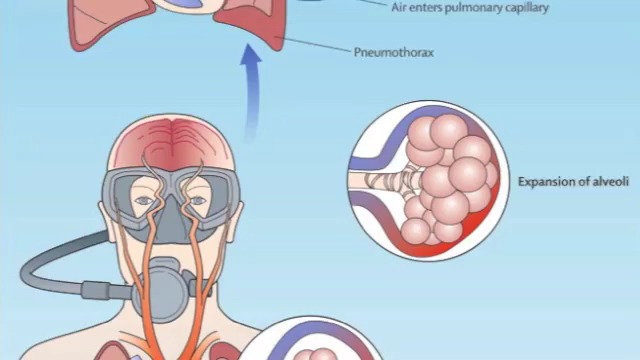 Air enters pulmonary capillary
Pneumothorax
Expansion of alveoli